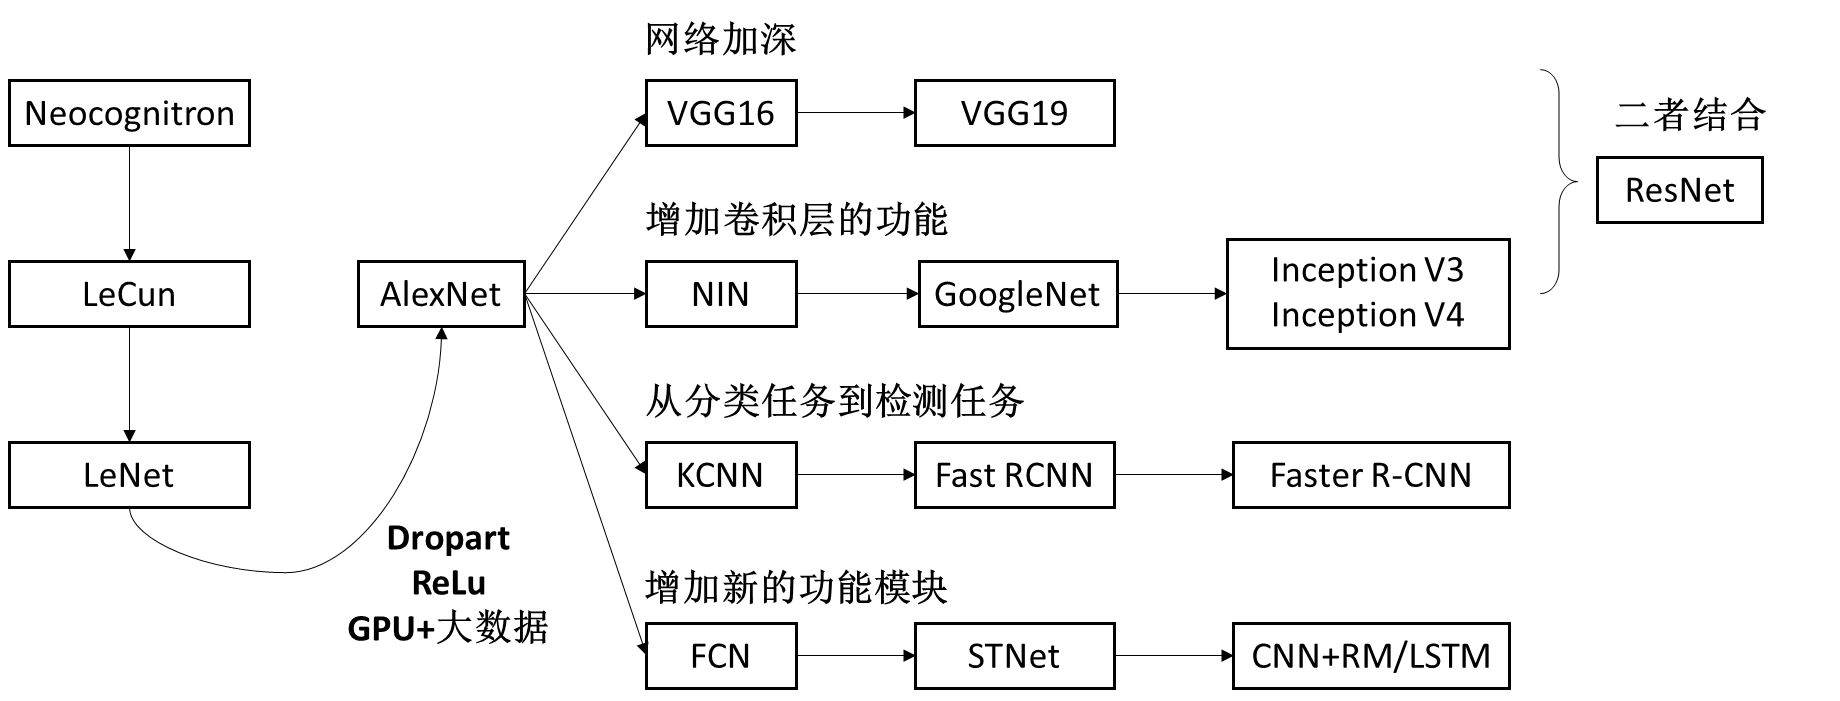 网络加深
Neocognitron
VGG16
VGG19
二者结合
ResNet
增加卷积层的功能
LeCun
AlexNet
NIN
GoogleNet
Inception V3
Inception V4
从分类任务到检测任务
LeNet
KCNN
Fast RCNN
Faster R-CNN
Dropart
ReLu
GPU+大数据
增加新的功能模块
FCN
STNet
CNN+RM/LSTM